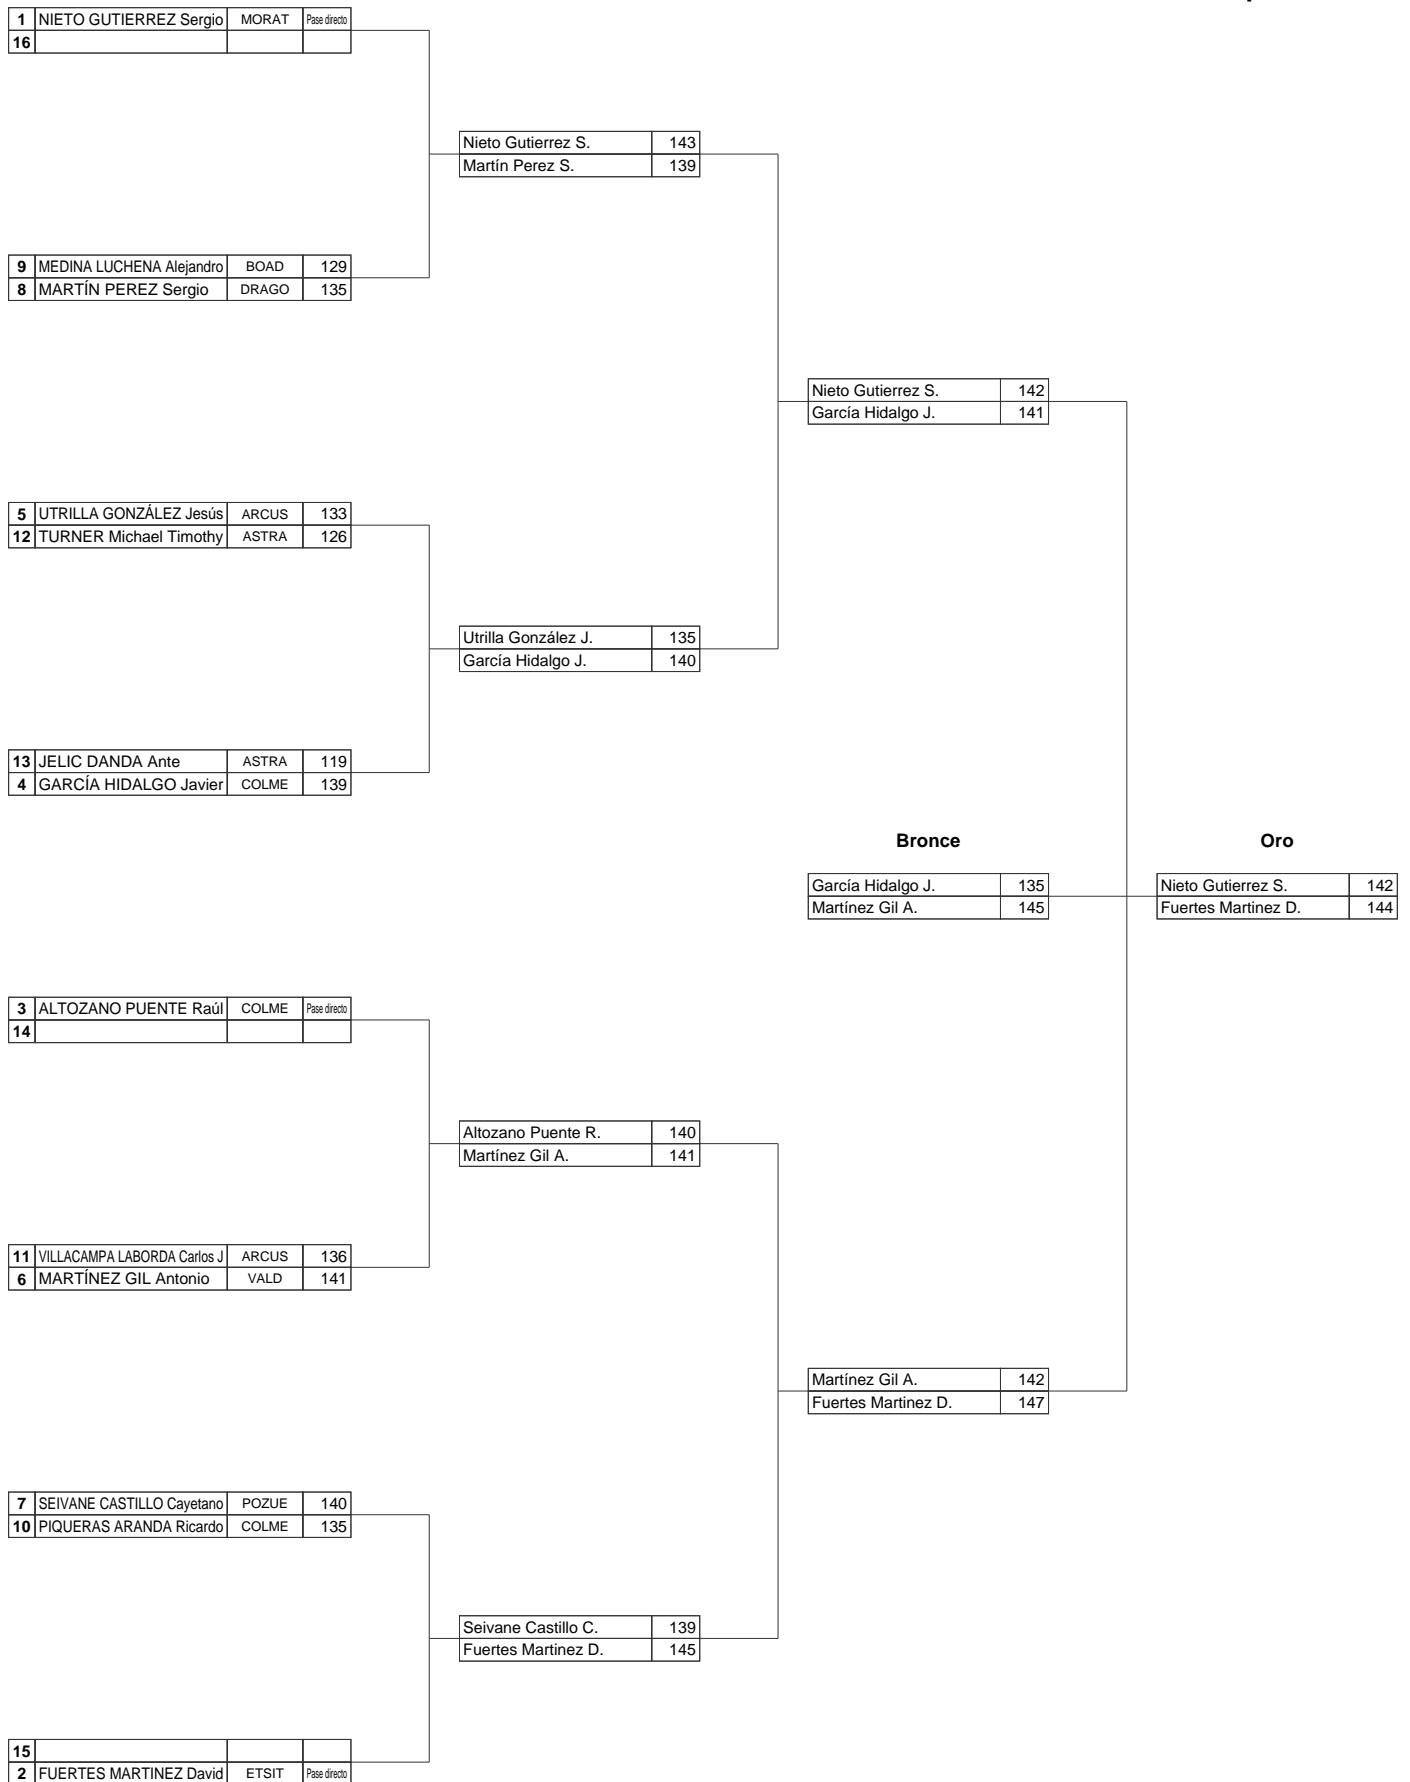 1 NIETO GUTIERREZ Sergio MORAT Pase directo
16
Nieto Gutierrez S. 143
Martín Perez S. 139
9 MEDINA LUCHENA Alejandro BOAD 129
8 MARTÍN PEREZ Sergio DRAGO 135
Nieto Gutierrez S. 142
García Hidalgo J. 141
5 UTRILLA GONZÁLEZ Jesús ARCUS 133
12 TURNER Michael Timothy ASTRA 126
Utrilla González J. 135
García Hidalgo J. 140
13 JELIC DANDA Ante ASTRA 119
4 GARCÍA HIDALGO Javier COLME 139
Bronce Oro
García Hidalgo J. 135 Nieto Gutierrez S. 142
Martínez Gil A. 145 Fuertes Martinez D. 144
3 ALTOZANO PUENTE Raúl COLME Pase directo
14
Altozano Puente R. 140
Martínez Gil A. 141
11 VILLACAMPA LABORDA Carlos J ARCUS 136
6 MARTÍNEZ GIL Antonio VALD 141
Martínez Gil A. 142
Fuertes Martinez D. 147
7 SEIVANE CASTILLO Cayetano POZUE 140
10 PIQUERAS ARANDA Ricardo COLME 135
Seivane Castillo C. 139
Fuertes Martinez D. 145
15
2 FUERTES MARTINEZ David ETSIT Pase directo